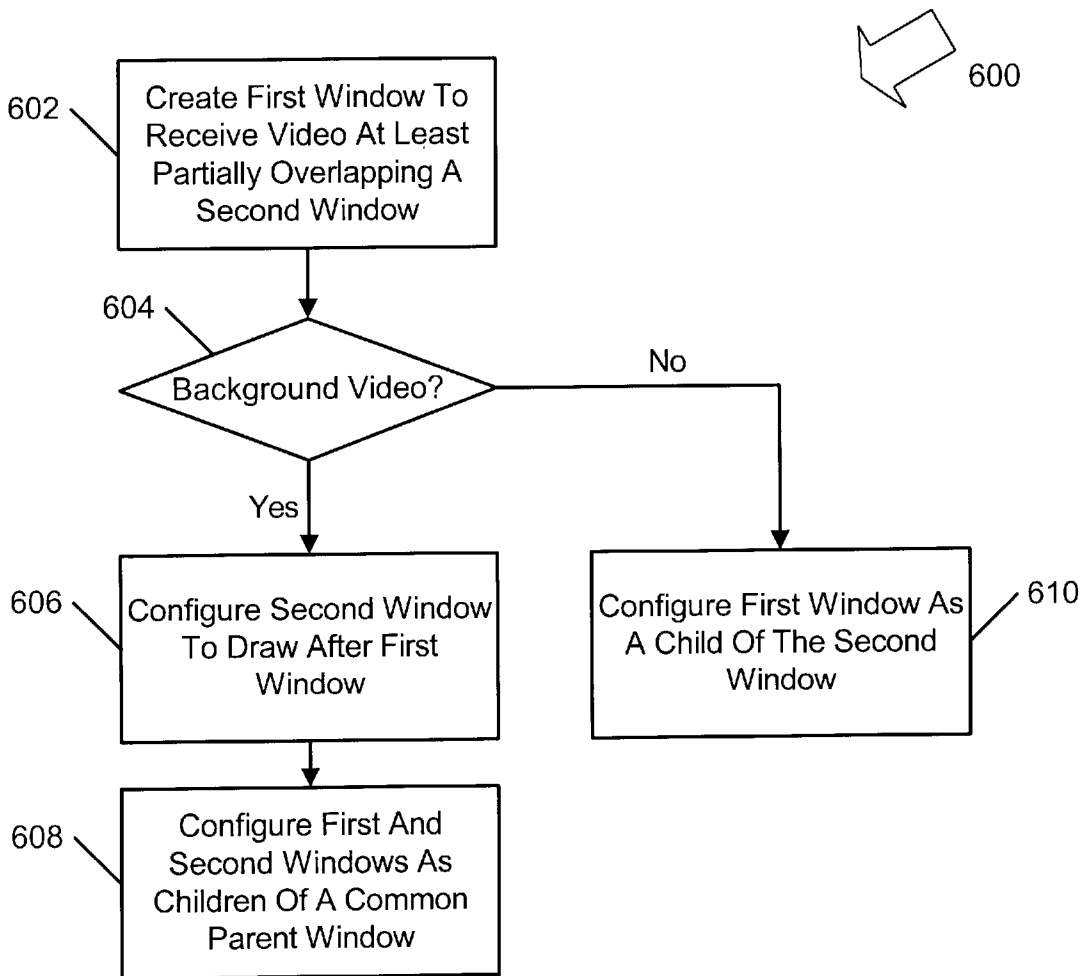 600
602
Create First Window To
Receive Video At Least
Partially Overlapping A
Second Window
604
Background Video?
No
Yes
606
Configure Second Window
To Draw After First
Window
Configure First Window As
A Child Of The Second
Window
610
608
Configure First And
Second Windows As
Children Of A Common
Parent Window